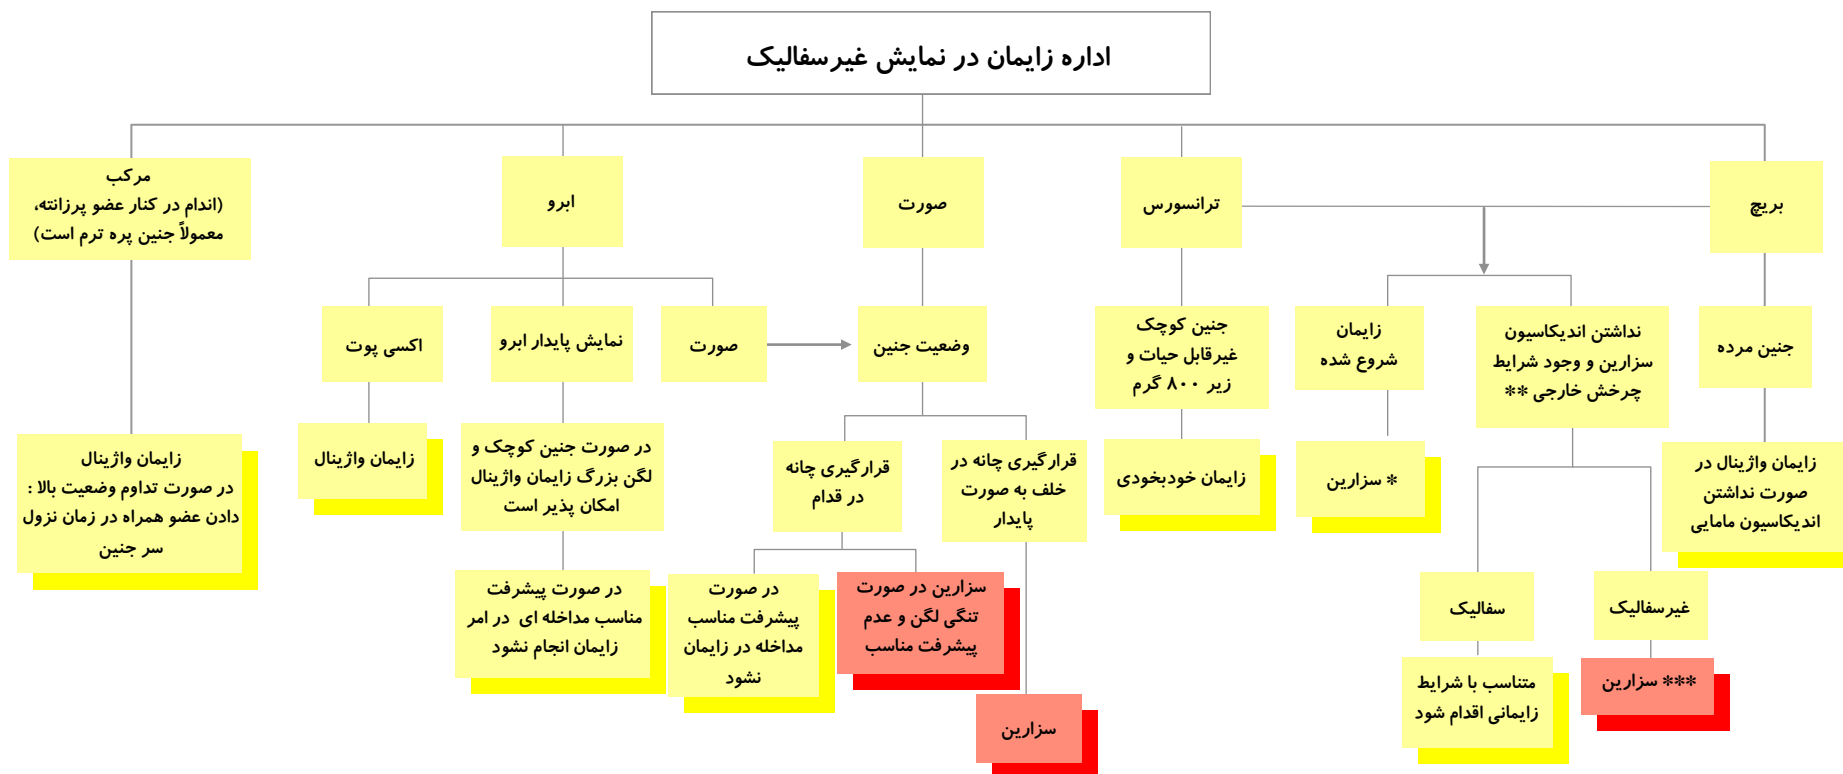 اداره زایمان در نمایش غیرسفالیک
بریچ
ترانسورس
صورت
ابرو
مرکب
(اندام در کنار عضو پرزانته،
معمولاً جنین پره ترم است)
جنین مرده
نداشتن اندیکاسیون
سزارین و وجود شرایط
چرخش خارجی **
زایمان
شروع شده
جنین کوچک
غیرقابل حیات و
زیر ۸۰۰ گرم
وضعیت جنین
صورت
نمایش پایدار ابرو
اکسی پوت
زایمان واژینال در
صورت نداشتن
اندیکاسیون مامایی
* سزارین
زایمان خودبخودی
قرارگیری چانه در
خلف به صورت
پایدار
قرارگیری چانه
در قدام
در صورت جنین کوچک و
لگن بزرگ زایمان واژینال
امکان پذیر است
زایمان واژینال
زایمان واژینال
در صورت تداوم وضعیت بالا :
دادن عضو همراه در زمان نزول
سر جنین
غیرسفالیک
سفالیک
سزارین در صورت
تنگی لگن و عدم
پیشرفت مناسب
در صورت
پیشرفت مناسب
مداخله در زایمان
نشود
در صورت پیشرفت
مناسب مداخله ای در امر
زایمان انجام نشود
*** سزارین
متناسب با شرایط
زایمانی اقدام شود
سزارین